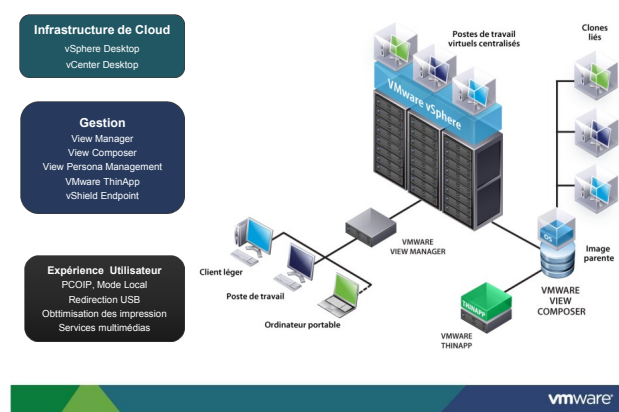 Infrastructure de Cloud
vSphere Desktop
vCenter Desktop
Gestion
View Manager
View Composer
View Persona Management
VMware ThinApp
vShield Endpoint
Expérience Utilisateur
PCOIP, Mode Local
Redirection USB
Obttimisation des impression
Services multimédias
Postes de travail
virtuels centralisés
Clones
liés
VMware vSphere
VMWARE
VIEW MANAGER
Client léger
Poste de travail
Ordinateur portable
OS
Image
parente
VMWARE
VIEW
COMPOSER
THINAPP
VMWARE
THINAPP
vmware®